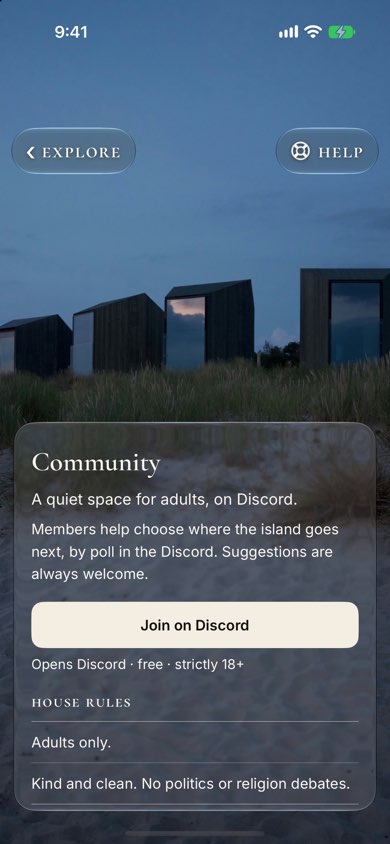 9:41
EXPLORE
HELP
Community
A quiet space for adults, on Discord.
Members help choose where the island goes
next, by poll in the Discord. Suggestions are
always welcome.
Join on Discord
Opens Discord · free · strictly 18+
HOUSE RULES
Adults only.
Kind and clean. No politics or religion debates.